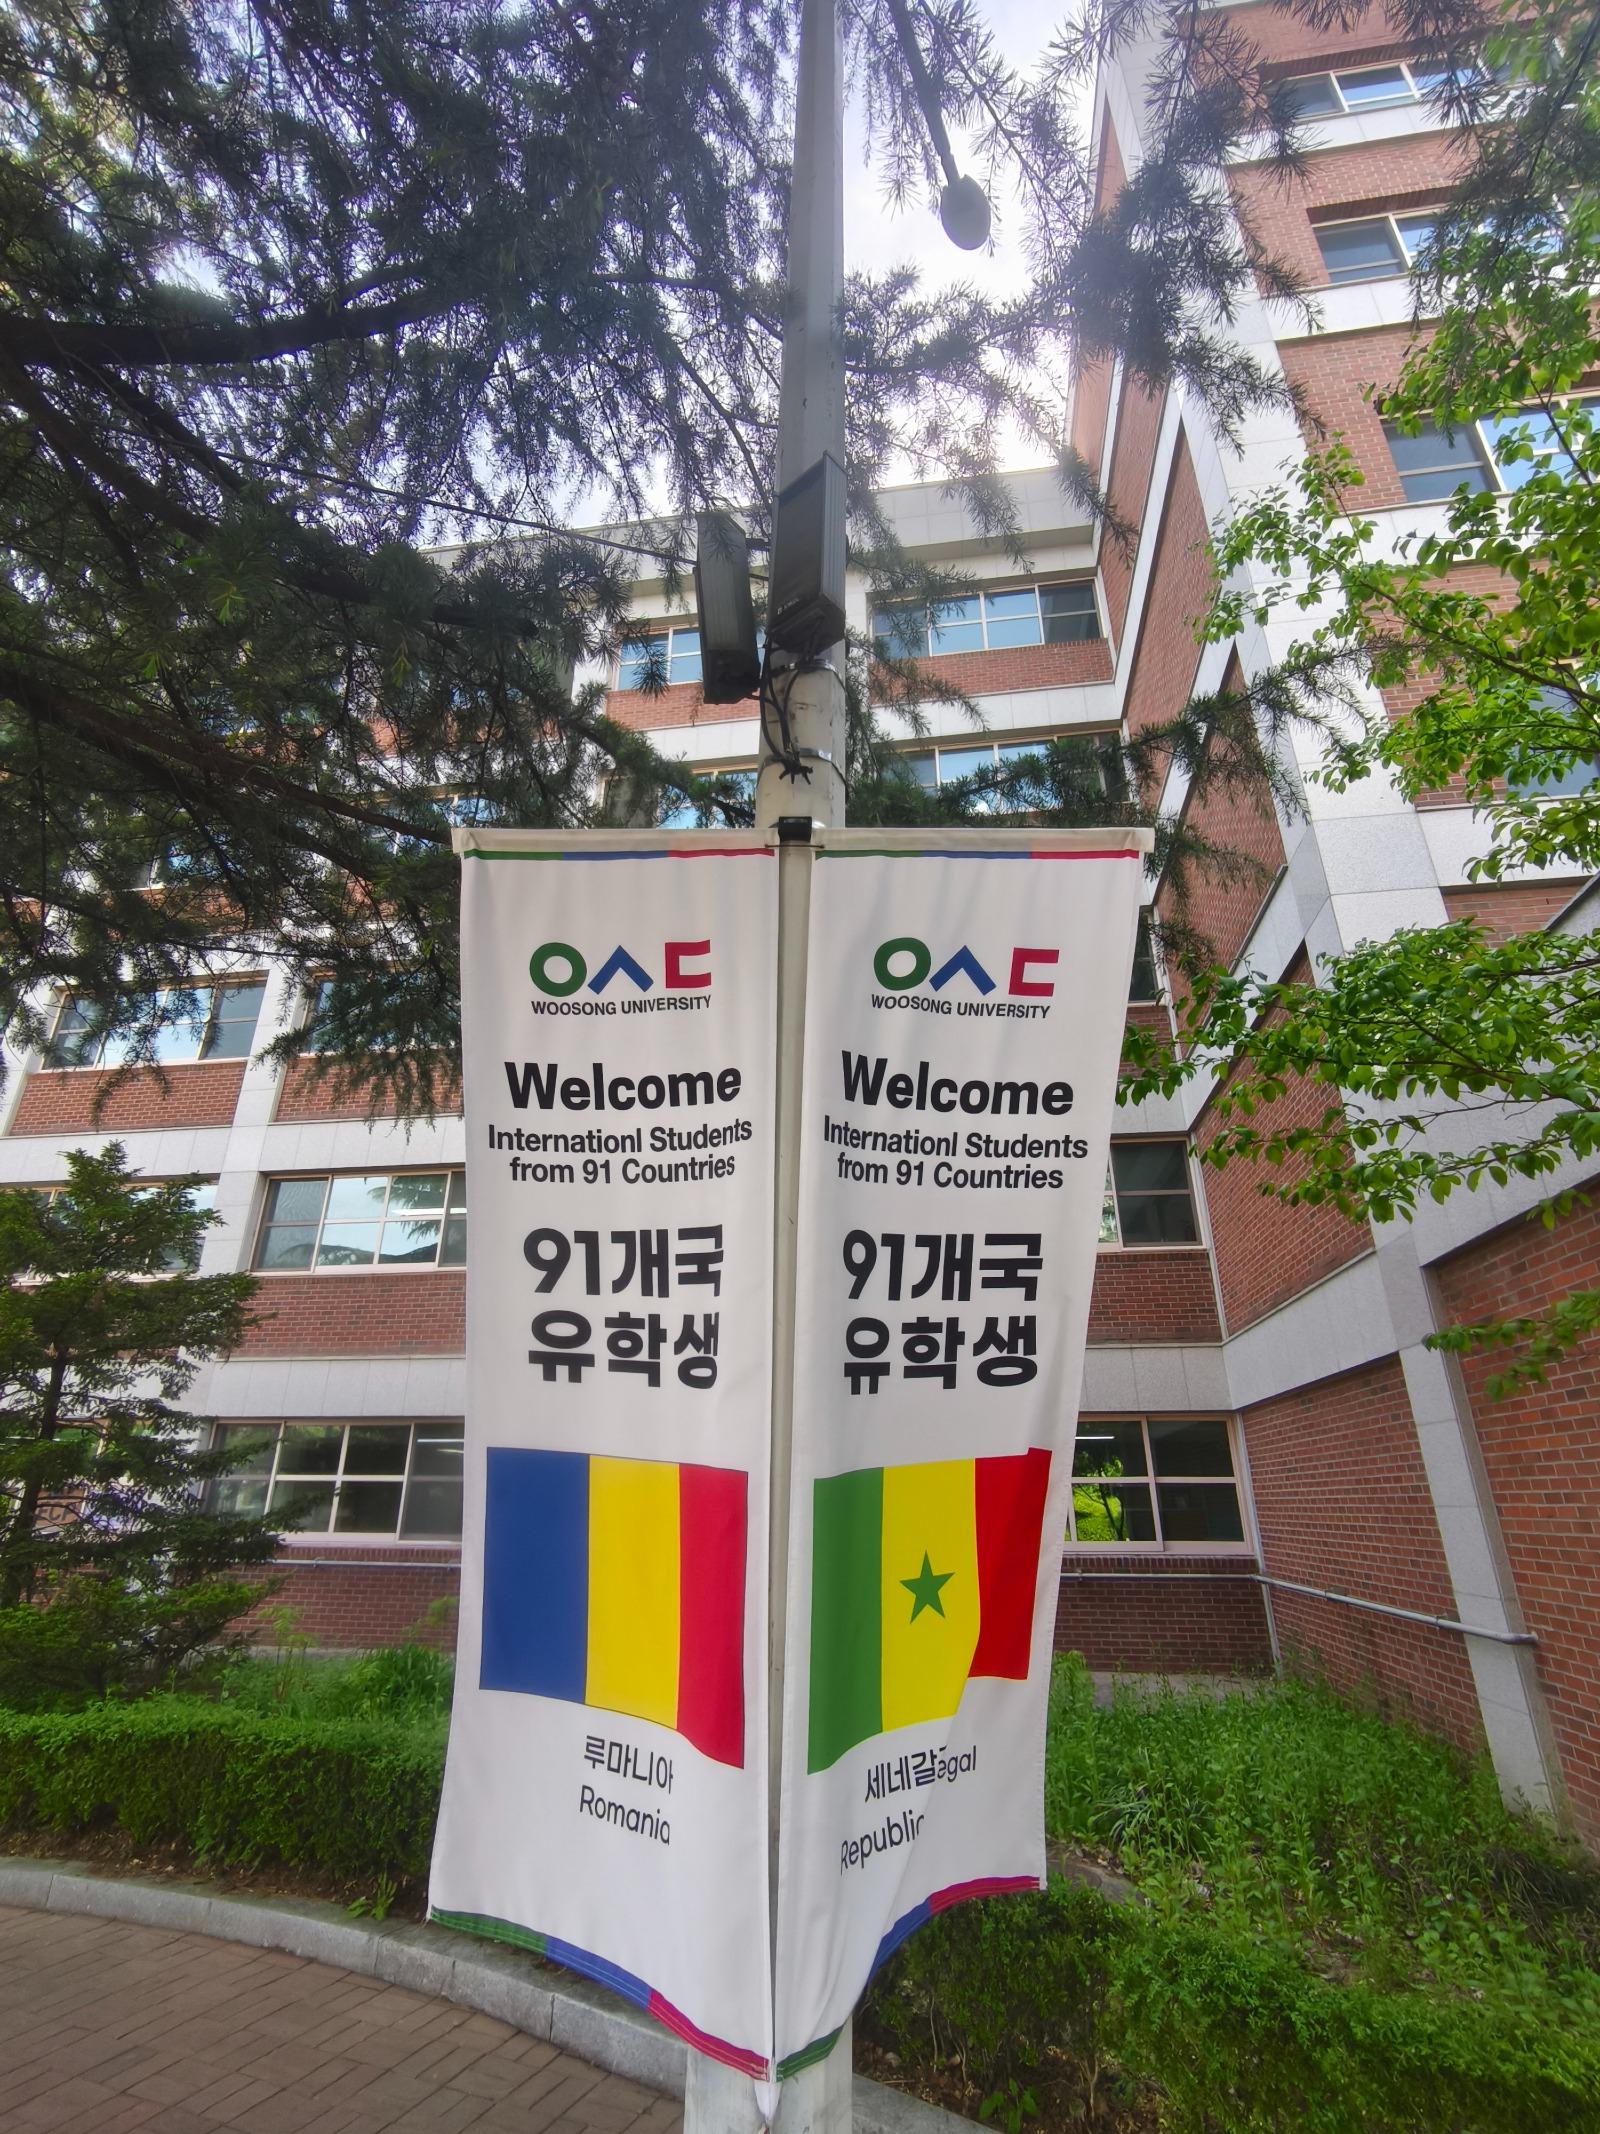 WOOSONG UNIVERSITY
Welcome
Internationl Students
from 91 Countries
91개국
유학생
루마니아
Romania
WOOSONG UNIVERSITY
Welcome
Internationl Students
from 91 Countries
91개국
유학생
세네갈
Republic